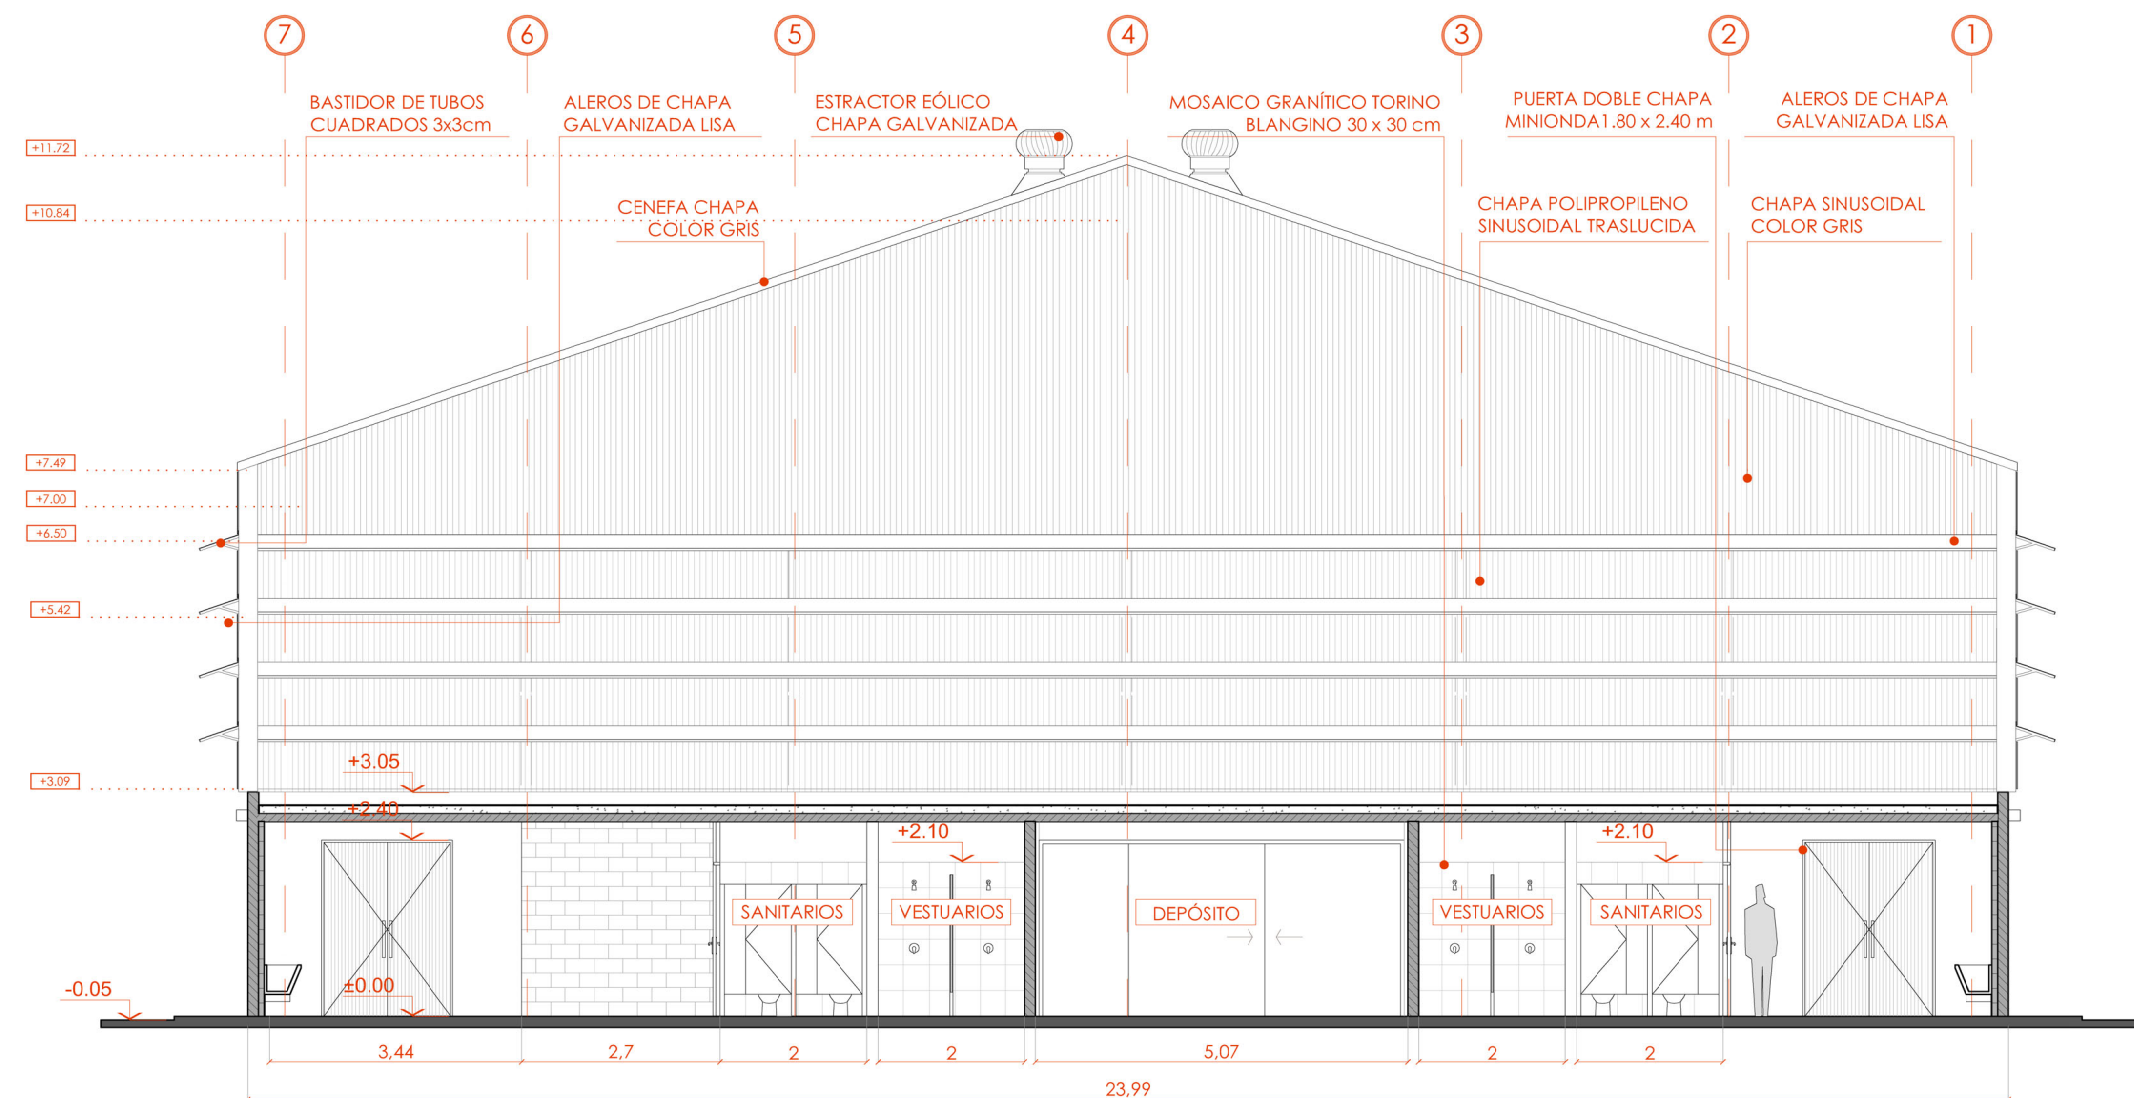 7 6 5 4 3 2 1
BASTIDOR DE TUBOS
CUADRADOS 3x3cm
ALEROS DE CHAPA
GALVANIZADA LISA
ESTRACTOR EÓLICO
CHAPA GALVANIZADA
MOSAICO GRANÍTICO TORINO
BLANGINO 30 x 30 cm
PUERTA DOBLE CHAPA
MINIONDA1.80 x 2.40 m
ALEROS DE CHAPA
GALVANIZADA LISA
+11.72
+10.84
CENEFA CHAPA
COLOR GRIS
CHAPA POLIPROPILENO
SINUSOIDAL TRASLUCIDA
CHAPA SINUSCIDAL
COLOR GRIS
+7.49
+7.00
+6.50
+5.42
+3.09
+3.05
+2.40
+2.10
+2.10
SANITARIOS
VESTUARIOS
DEPÓSITO
VESTUARIOS
SANITARIOS
-0.05
±0.00
3,44 2,7 2 2 5,07 2 2
23,99